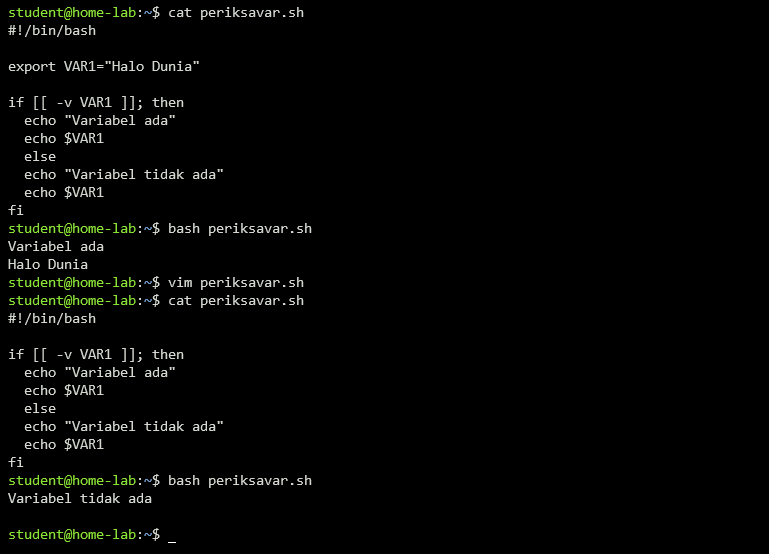 student@home-lab:~$ cat periksavar.sh
#!/bin/bash

export VAR1="Halo Dunia"

if [[ -v VAR1 ]]; then
  echo "Variabel ada"
  echo $VAR1
  else
  echo "Variabel tidak ada"
  echo $VAR1
fi
student@home-lab:~$ bash periksavar.sh
Variabel ada
Halo Dunia
student@home-lab:~$ vim periksavar.sh
student@home-lab:~$ cat periksavar.sh
#!/bin/bash

if [[ -v VAR1 ]]; then
  echo "Variabel ada"
  echo $VAR1
  else
  echo "Variabel tidak ada"
  echo $VAR1
fi
student@home-lab:~$ bash periksavar.sh
Variabel tidak ada

student@home-lab:~$ _